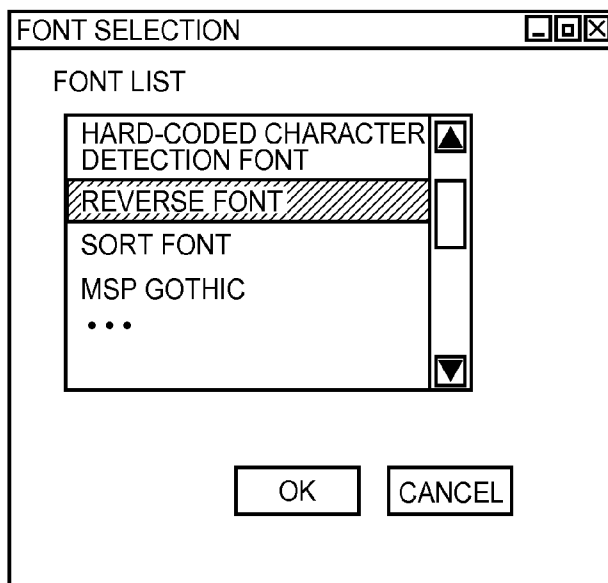 FONT SELECTION
FONT LIST
HARD-CODED CHARACTER
DETECTION FONT
REVERSE FONT
SORT FONT
MSP GOTHIC
•••
OK
CANCEL